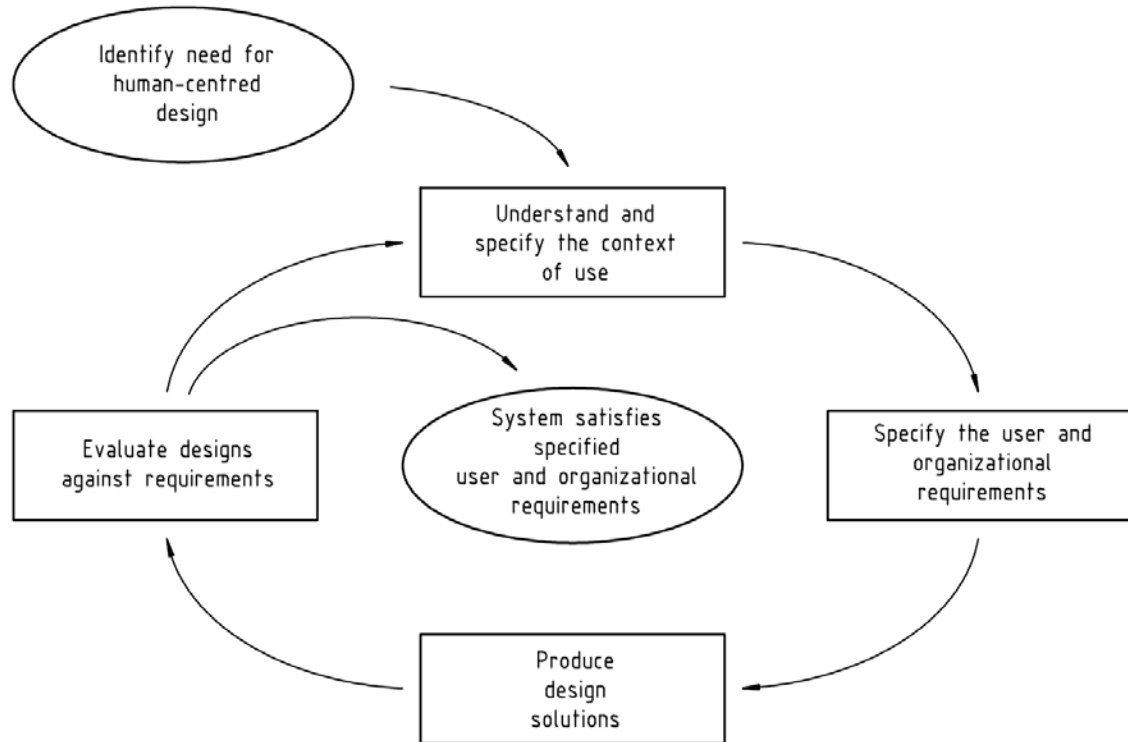 Identify need for
human-centred
design
Understand and
specify the context
of use
Evaluate designs
against requirements
System satisfies
specified
user and organizational
requirements
Specify the user and
organizational
requirements
Produce
design
solutions